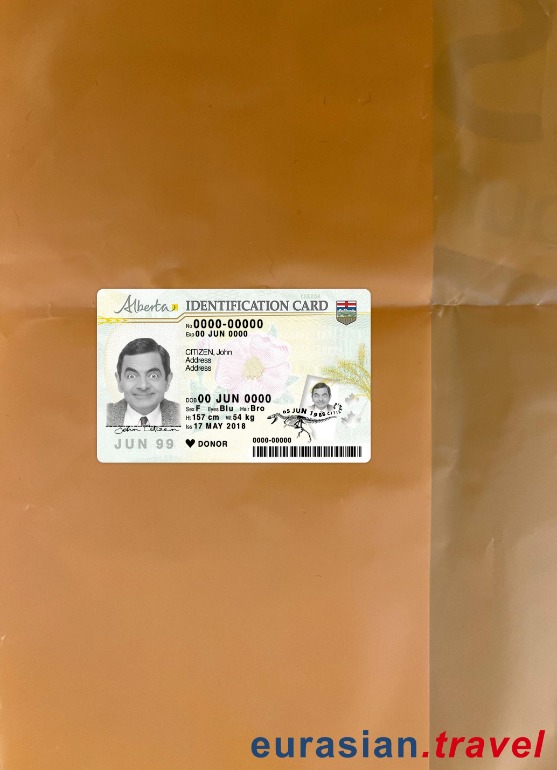 Alberta IDENTIFICATION CARD
No 0000-00000
Exp 00 JUN 0000
CITIZEN, John
Address
Address
DOB 00 JUN 0000
Sex F Eyes Blu Hair Bro
Ht 157 cm Wt 54 kg
Iss 17 MAY 2018
John Citizen
JUN 99
DONOR
05 JUN 1989
0000-00000
eurasian.travel